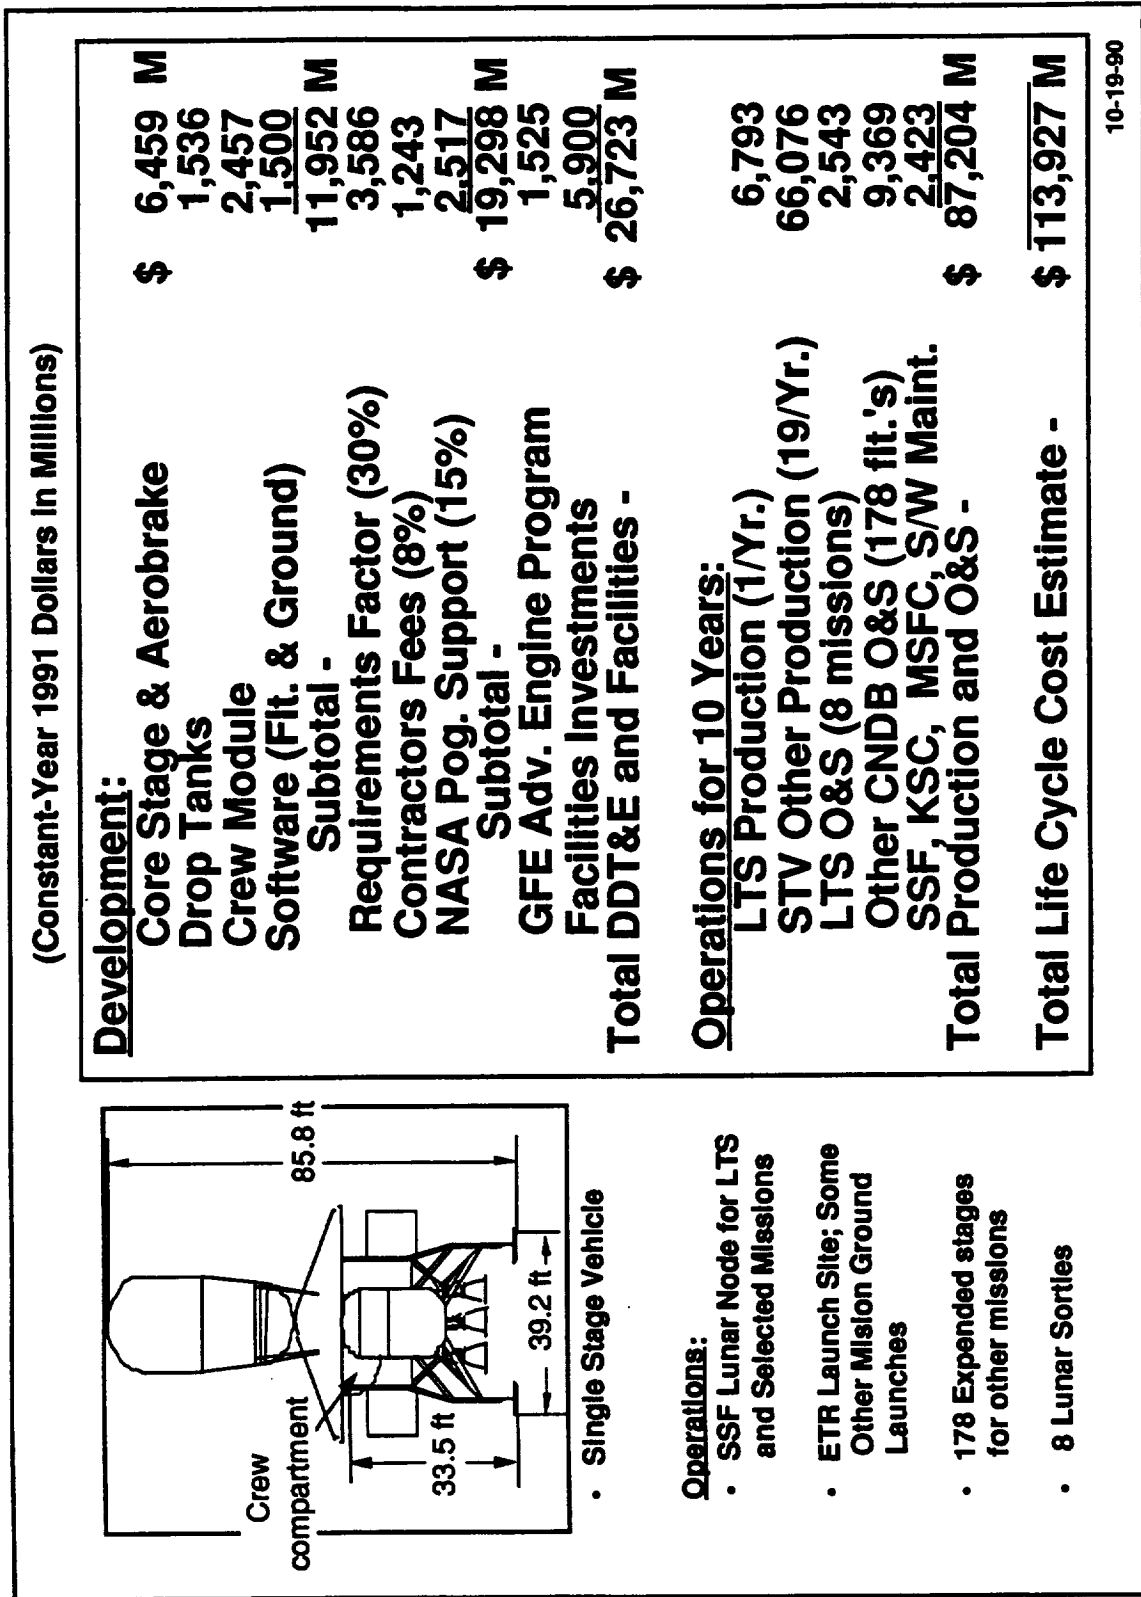 (Constant-Year 1991 Dollars in Millions)
Crew
compartment
85.8 ft
33.5 ft
39.2 ft
• Single Stage Vehicle
Operations:
• SSF Lunar Node for LTS
and Selected Missions
• ETR Launch Site; Some
Other Mision Ground
Launches
• 178 Expended stages
for other missions
• 8 Lunar Sorties
Development:
Core Stage & Aerobrake $ 6,459 M
Drop Tanks 1,536
Crew Module 2,457
Software (Flt. & Ground) 1,500
Subtotal - 11,952 M
Requirements Factor (30%) 3,586
Contractors Fees (8%) 1,243
NASA Pog. Support (15%) 2,517
Subtotal - $ 19,298 M
GFE Adv. Engine Program 1,525
Facilities Investments 5,900
Total DDT&E and Facilities - $ 26,723 M
Operations for 10 Years:
LTS Production (1/Yr.) 6,793
STV Other Production (19/Yr.) 66,076
LTS O&S (8 missions) 2,543
Other CNDB O&S (178 flt.'s) 9,369
SSF, KSC, MSFC, S/W Maint. 2,423
Total Production and O&S - $ 87,204 M
Total Life Cycle Cost Estimate - $ 113,927 M
10-19-90